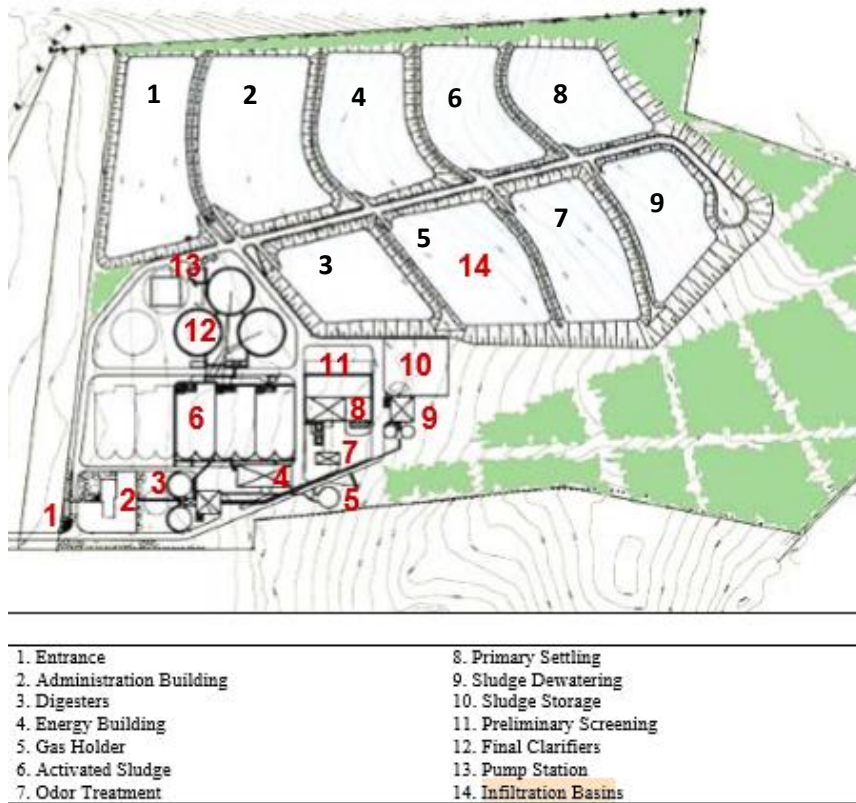 1
2
4
6
8
3
5
7
9
13
14
12
11
10
6
8
9
7
3
4
2
5
1
1. Entrance
2. Administration Building
3. Digesters
4. Energy Building
5. Gas Holder
6. Activated Sludge
7. Odor Treatment
8. Primary Settling
9. Sludge Dewatering
10. Sludge Storage
11. Preliminary Screening
12. Final Clarifiers
13. Pump Station
14. Infiltration Basins